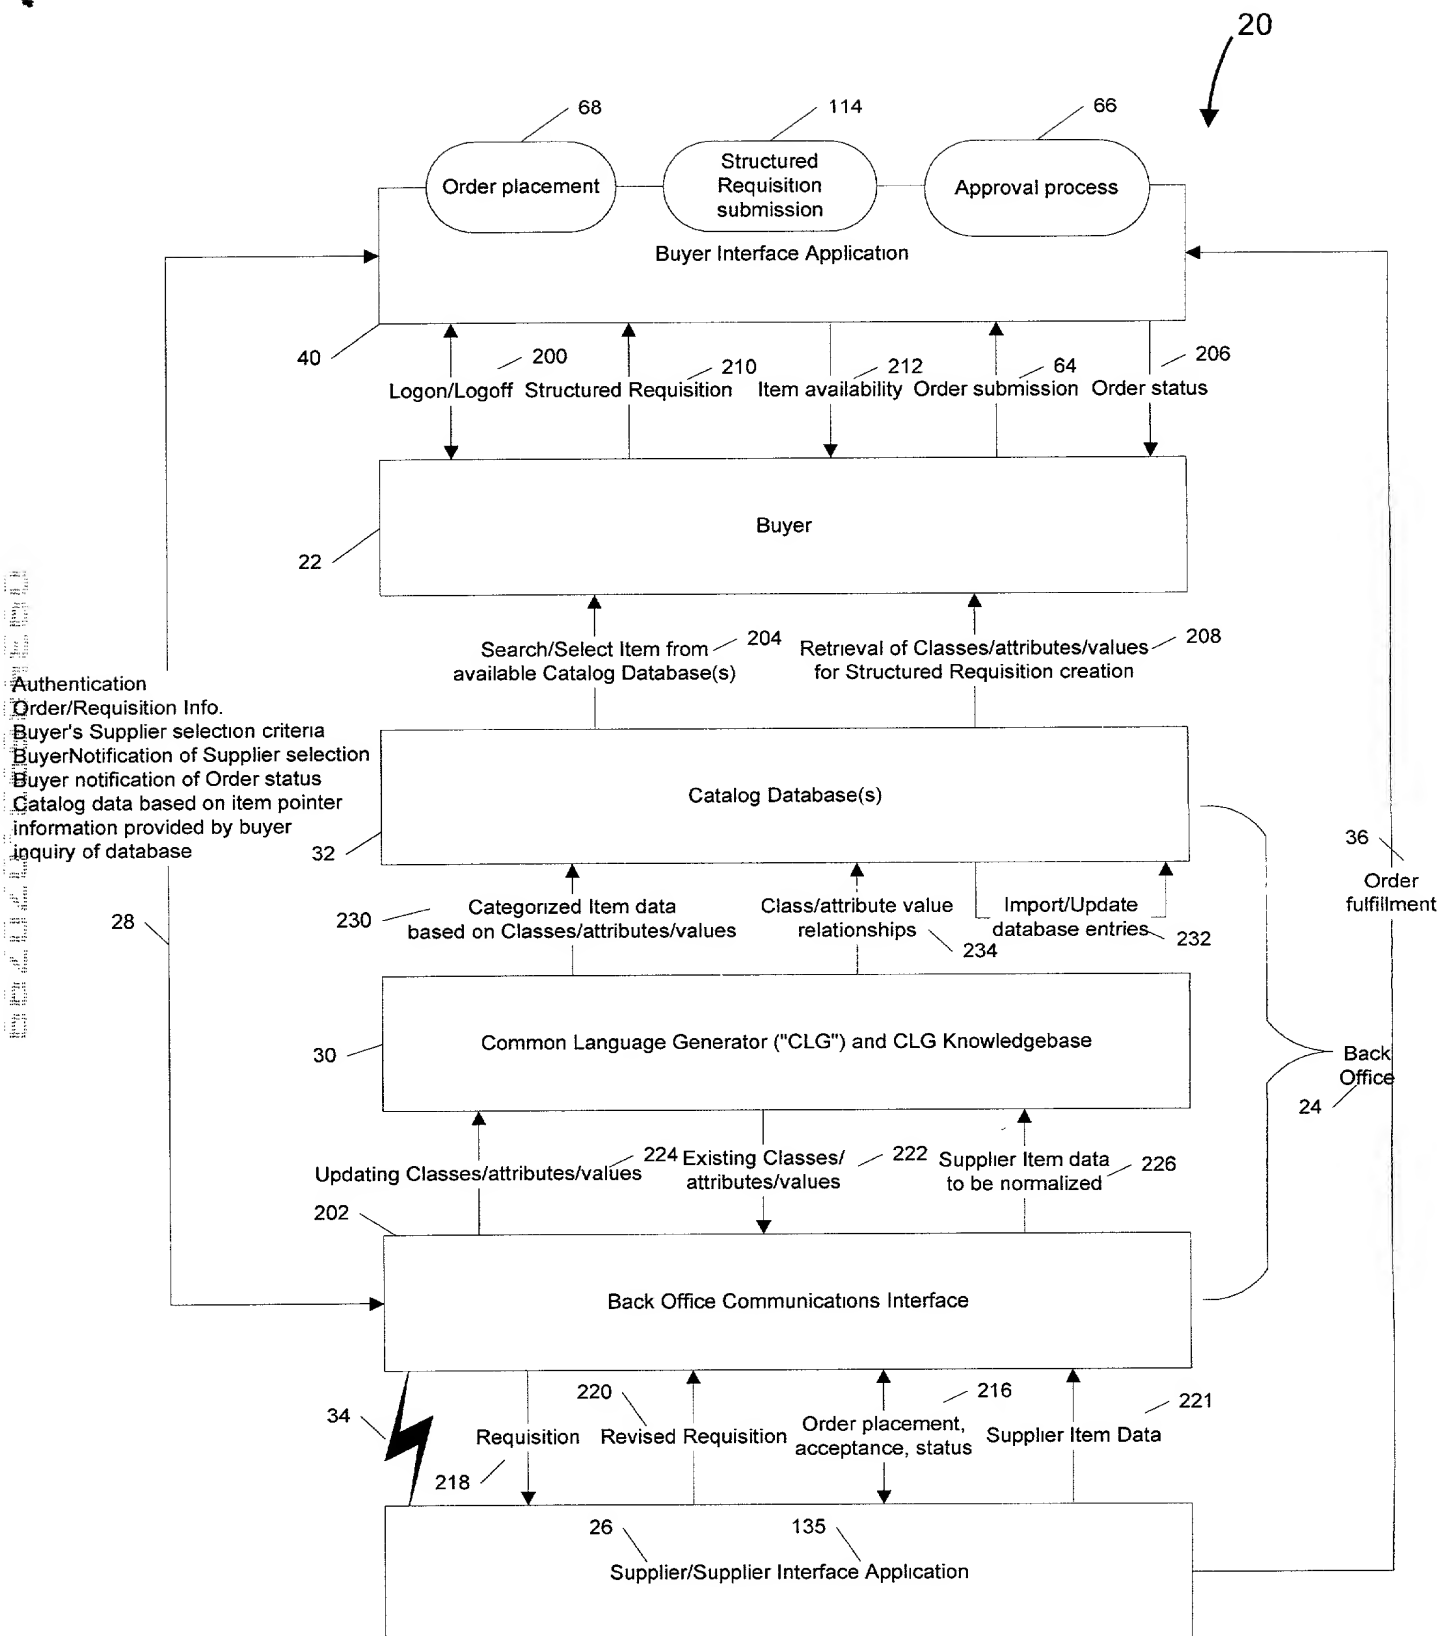 20
68
114
66
Order placement
Structured
Requisition
submission
Approval process
Buyer Interface Application
40
200
210
212
64
206
Logon/Logoff
Structured Requisition
Item availability
Order submission
Order status
Buyer
22
Search/Select Item from
available Catalog Database(s)
204
Retrieval of Classes/attributes/values
for Structured Requisition creation
208
Authentication
Order/Requisition Info.
Buyer's Supplier selection criteria
BuyerNotification of Supplier selection
Buyer notification of Order status
Catalog data based on item pointer
information provided by buyer
inquiry of database
28
Catalog Database(s)
32
36
Order
fulfillment
230
Categorized Item data
based on Classes/attributes/values
Class/attribute value
relationships
234
Import/Update
database entries
232
Common Language Generator ("CLG") and CLG Knowledgebase
30
Back
Office
24
Updating Classes/attributes/values
224
Existing Classes/
attributes/values
222
Supplier Item data
to be normalized
226
202
Back Office Communications Interface
34
Requisition
218
220
Revised Requisition
216
Order placement,
acceptance, status
221
Supplier Item Data
26
135
Supplier/Supplier Interface Application